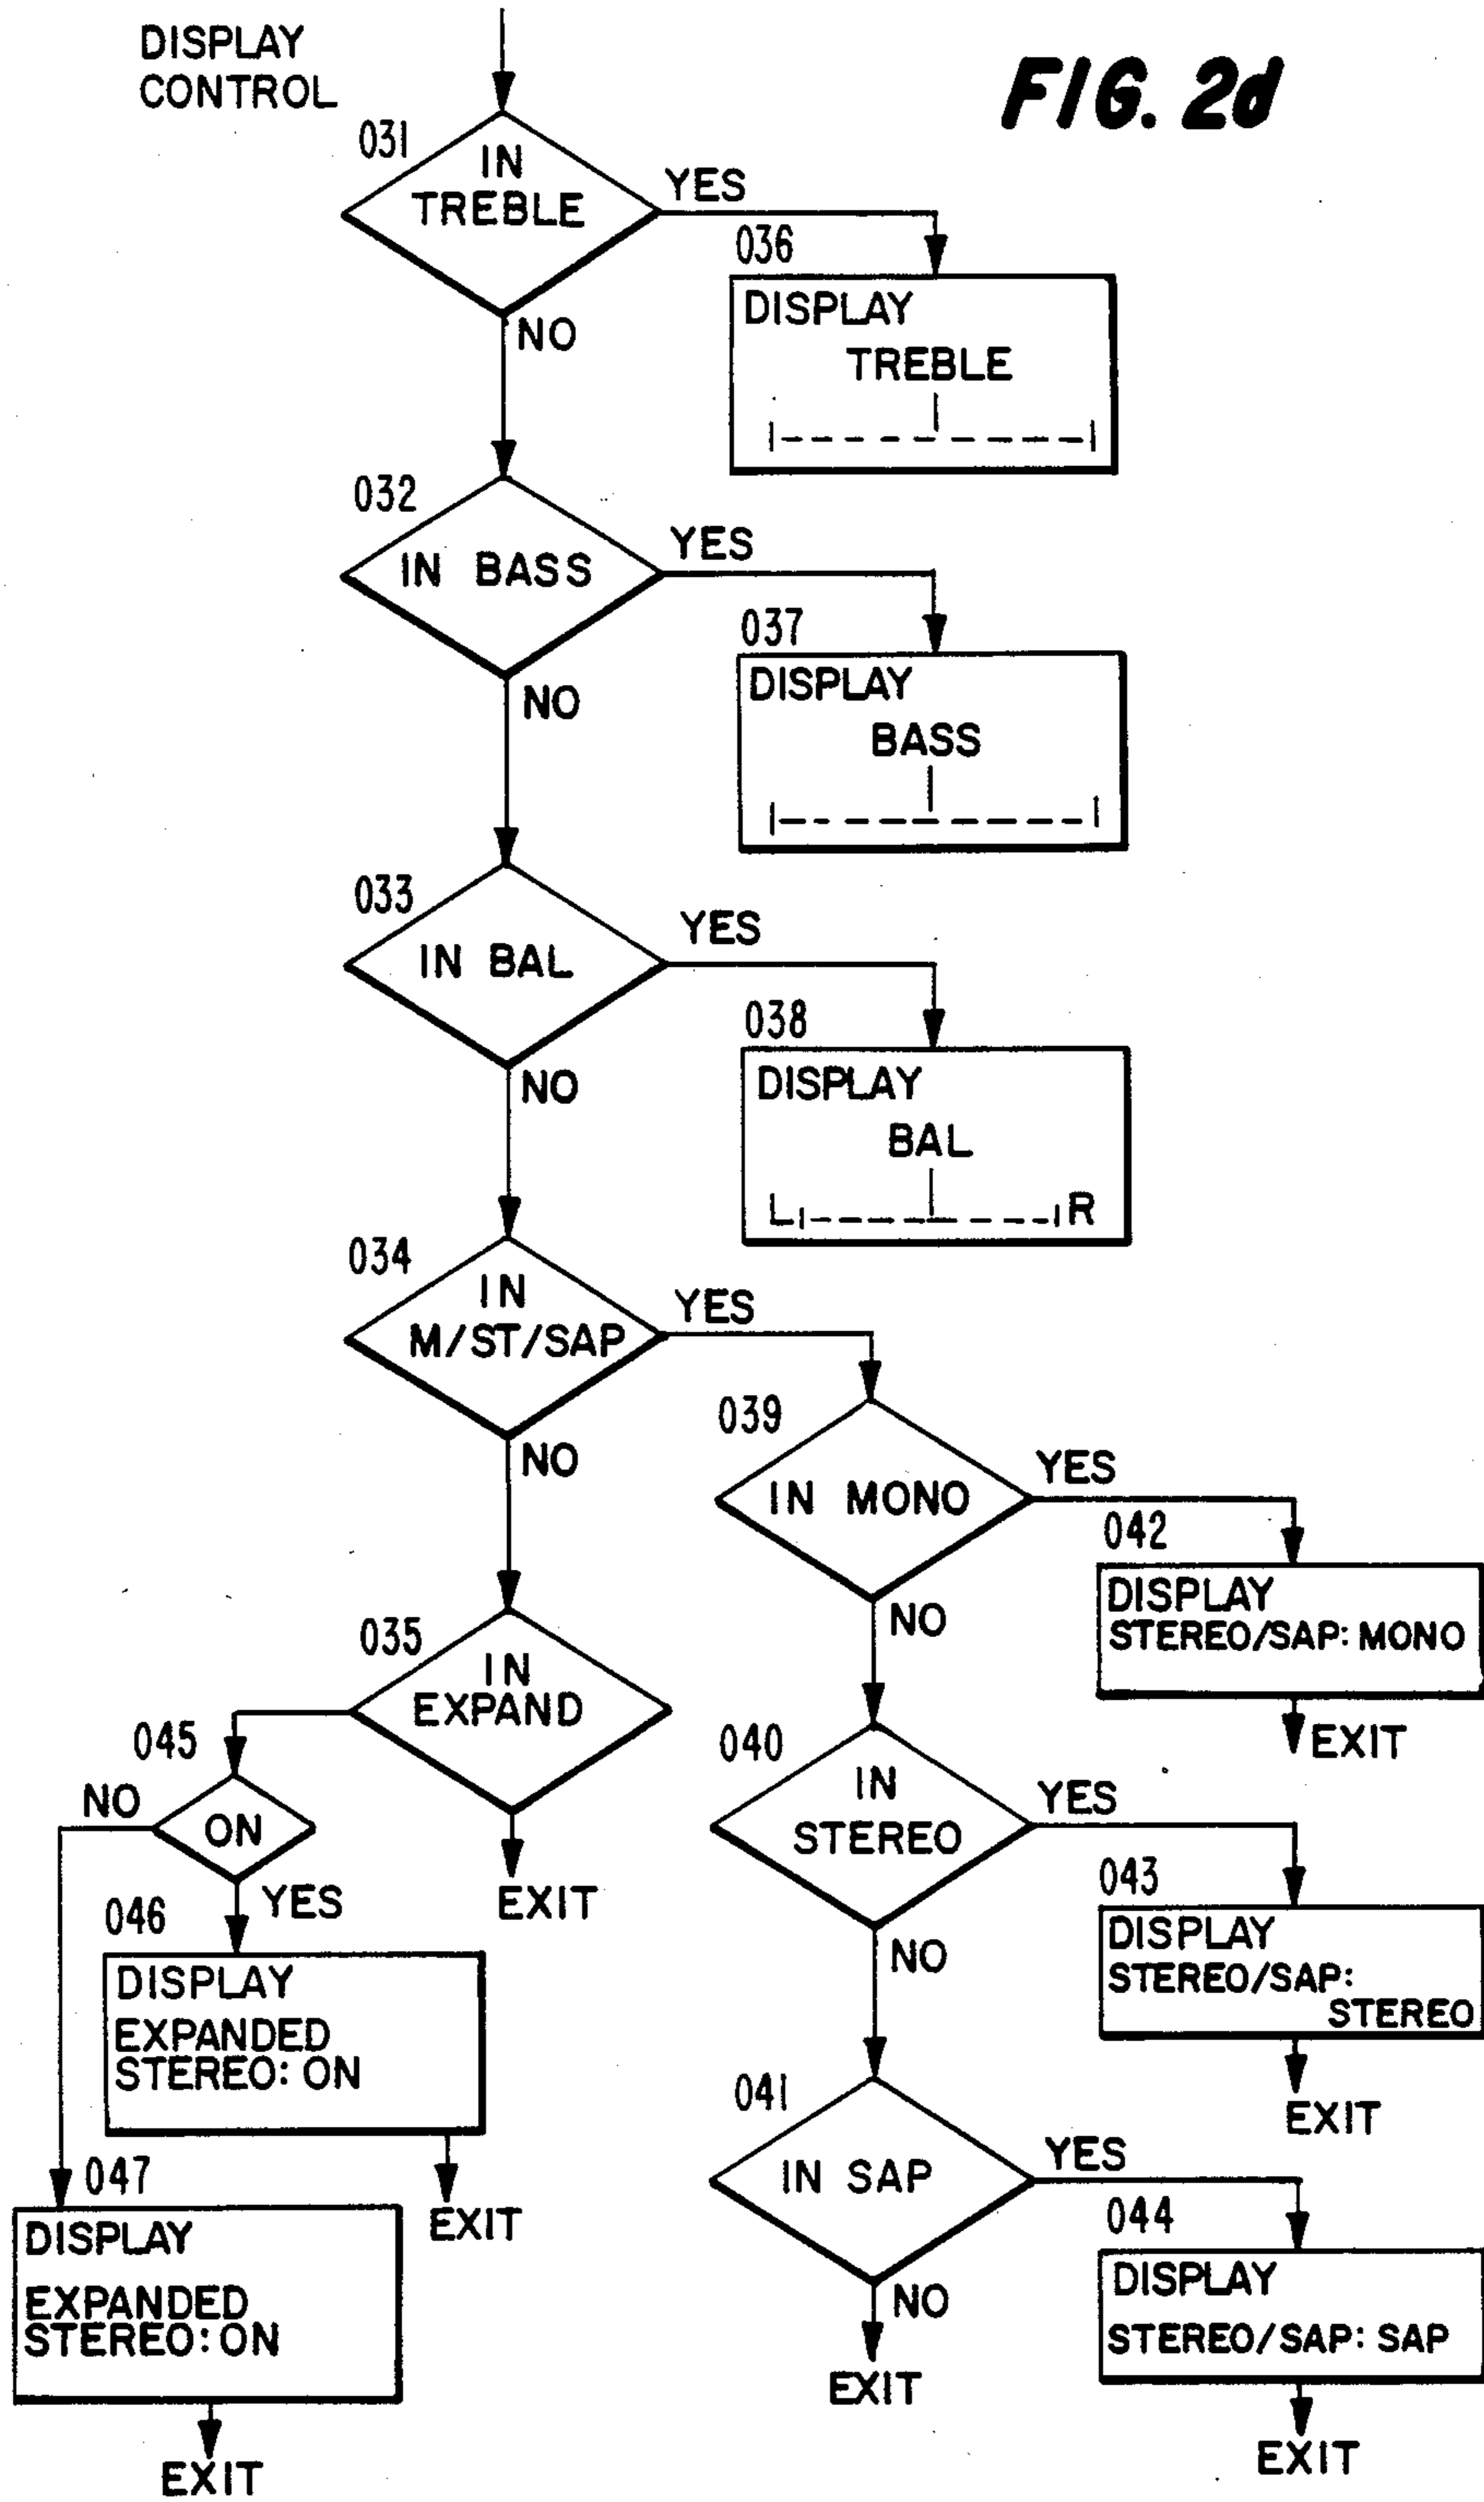 DISPLAY
CONTROL
FIG. 2d
031
IN
TREBLE
YES
NO
036
DISPLAY
TREBLE
032
IN BASS
YES
NO
037
DISPLAY
BASS
033
IN BAL
YES
NO
038
DISPLAY
BAL
L R
034
IN
M/ST/SAP
YES
NO
039
IN MONO
YES
NO
042
DISPLAY
STEREO/SAP: MONO
EXIT
035
IN
EXPAND
EXIT
040
IN
STEREO
YES
NO
043
DISPLAY
STEREO/SAP:
STEREO
EXIT
045
ON
NO
YES
046
DISPLAY
EXPANDED
STEREO: ON
EXIT
047
DISPLAY
EXPANDED
STEREO: ON
EXIT
041
IN SAP
YES
NO
EXIT
044
DISPLAY
STEREO/SAP: SAP
EXIT